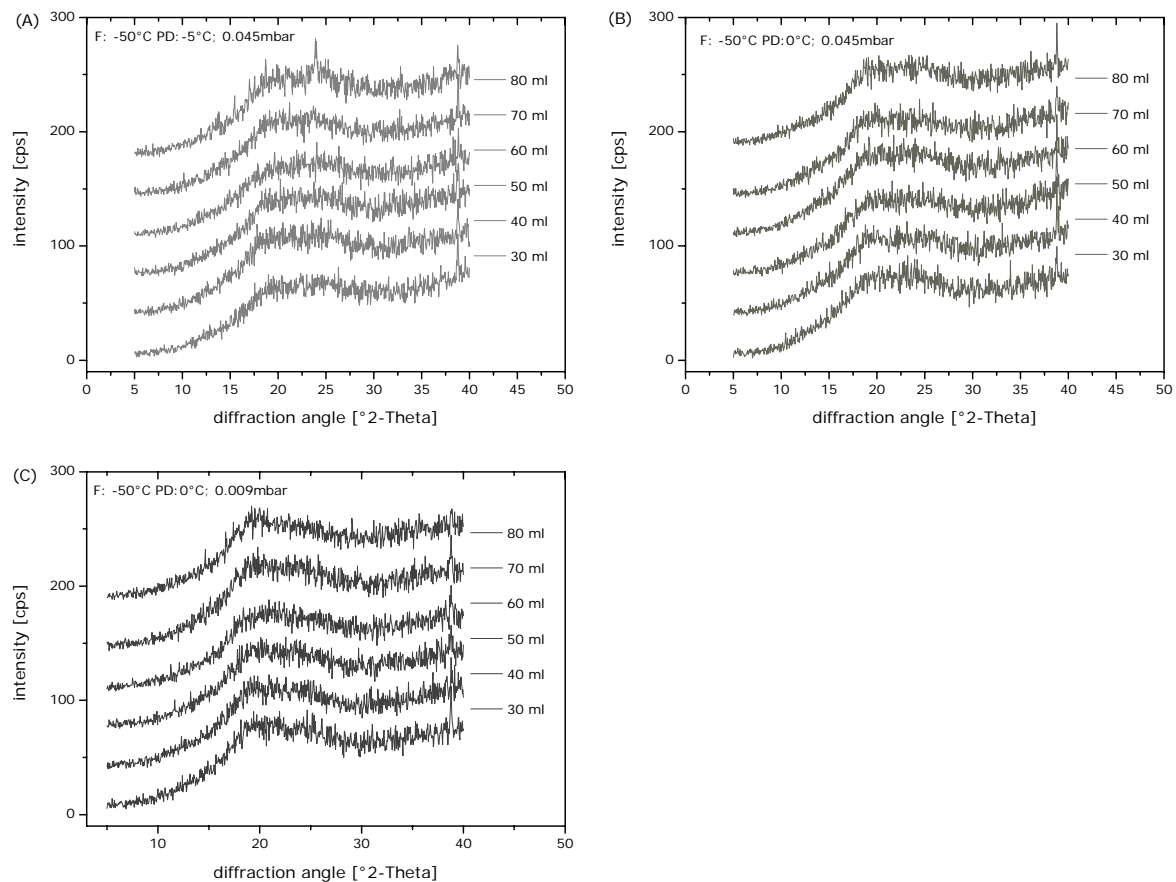 (A)
F: -50°C PD:-5°C; 0.045mbar
300
200
100
0
intensity [cps]
80 ml
70 ml
60 ml
50 ml
40 ml
30 ml
0 5 10 15 20 25 30 35 40 45 50
diffraction angle [°2-Theta]
(B)
F: -50°C PD:0°C; 0.045mbar
300
200
100
0
intensity [cps]
80 ml
70 ml
60 ml
50 ml
40 ml
30 ml
0 5 10 15 20 25 30 35 40 45 50
diffraction angle [°2-Theta]
(C)
F: -50°C PD:0°C; 0.009mbar
300
200
100
0
intensity [cps]
80 ml
70 ml
60 ml
50 ml
40 ml
30 ml
10 20 30 40 50
diffraction angle [°2-Theta]